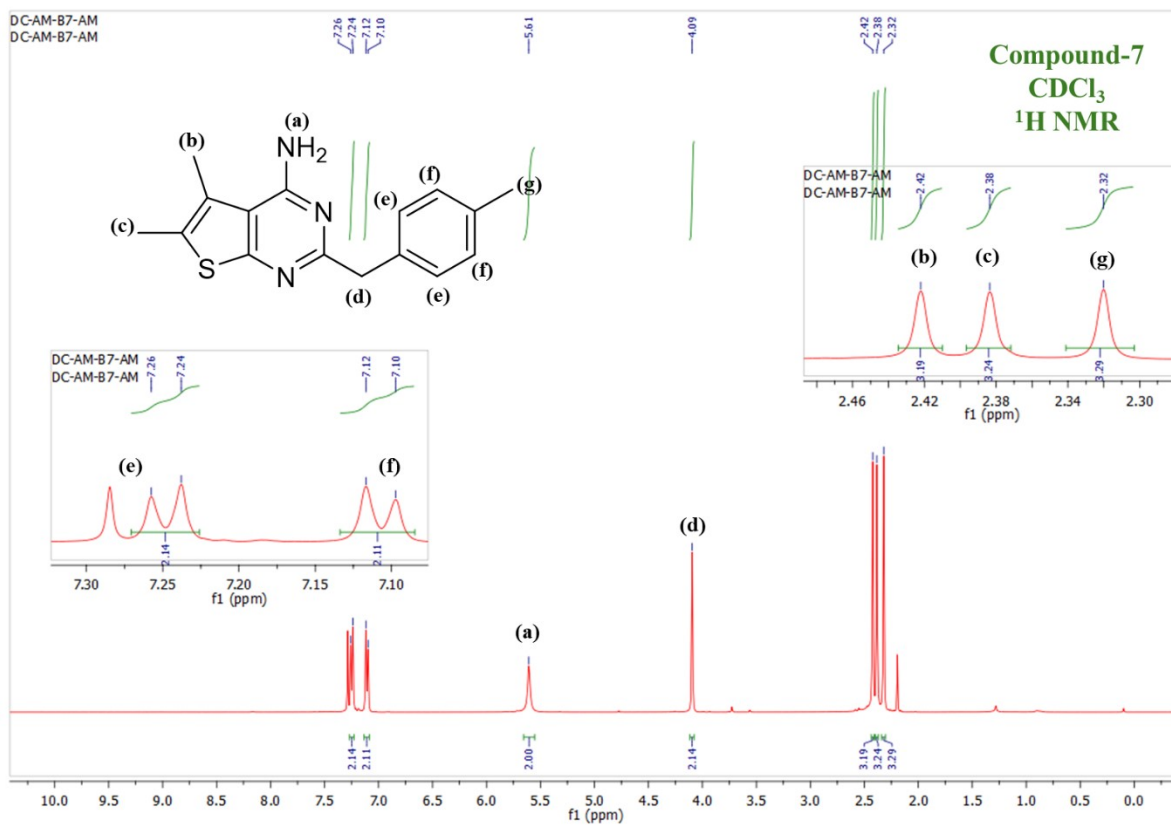 DC-AM-B7-AM
DC-AM-B7-AM
7.26
7.24
7.12
7.10
5.61
4.09
2.42
2.38
2.32
Compound-7
CDCl3
1H NMR
(a)
NH2
(b)
(c)
S
N
N
(d)
(e)
(f)
(g)
(f)
(e)
DC-AM-B7-AM
DC-AM-B7-AM
2.42
2.38
2.32
(b) (c) (g)
3.19
3.24
3.29
2.46 2.42 2.38 2.34 2.30
f1 (ppm)
DC-AM-B7-AM
DC-AM-B7-AM
7.26
7.24
7.12
7.10
(e) (f)
2.14
2.11
7.30 7.25 7.20 7.15 7.10
f1 (ppm)
(d)
(a)
2.14
2.11
2.00
2.14
3.19
3.24
3.29
10.0 9.5 9.0 8.5 8.0 7.5 7.0 6.5 6.0 5.5 5.0 4.5 4.0 3.5 3.0 2.5 2.0 1.5 1.0 0.5 0.0
f1 (ppm)